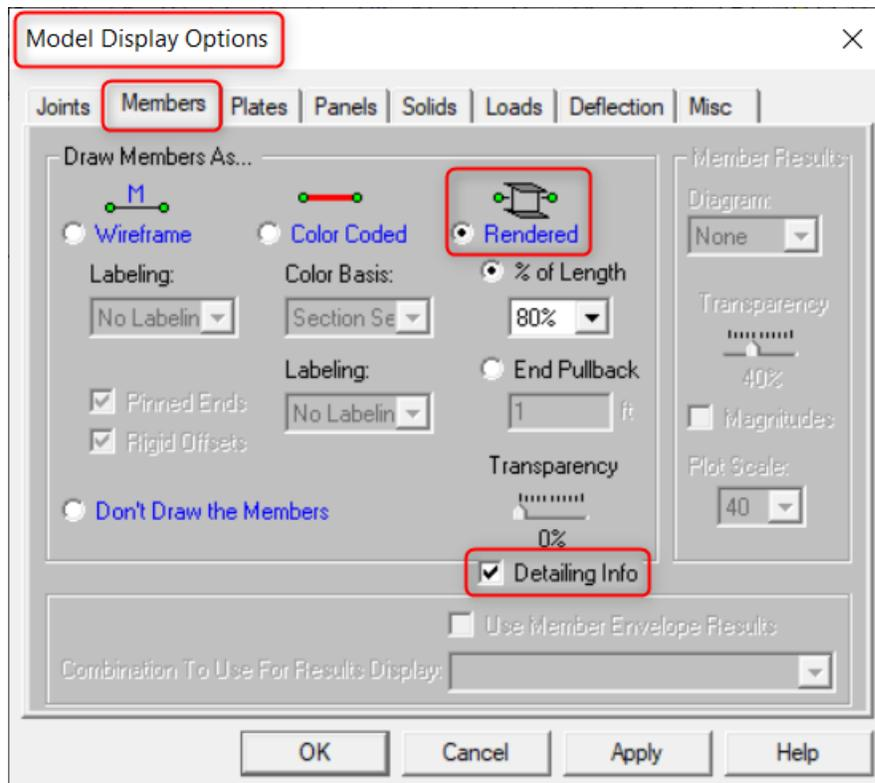 Model Display Options
Joints Members Plates Panels Solids Loads Deflection Misc
Draw Members As...
Member Results
M
Wireframe
Color Coded
Rendered
Diagram:
None
Labeling:
Color Basis:
% of Length
No Labelin
Section Se
80%
Transparency
40%
Labeling:
End Pullback
Pinned Ends
No Labelin
1 ft
Magnitudes
Rigid Offsets
Transparency
Plot Scale:
40
Don't Draw the Members
0%
Detailing Info
Use Member Envelope Results
Combination To Use For Results Display:
OK Cancel Apply Help